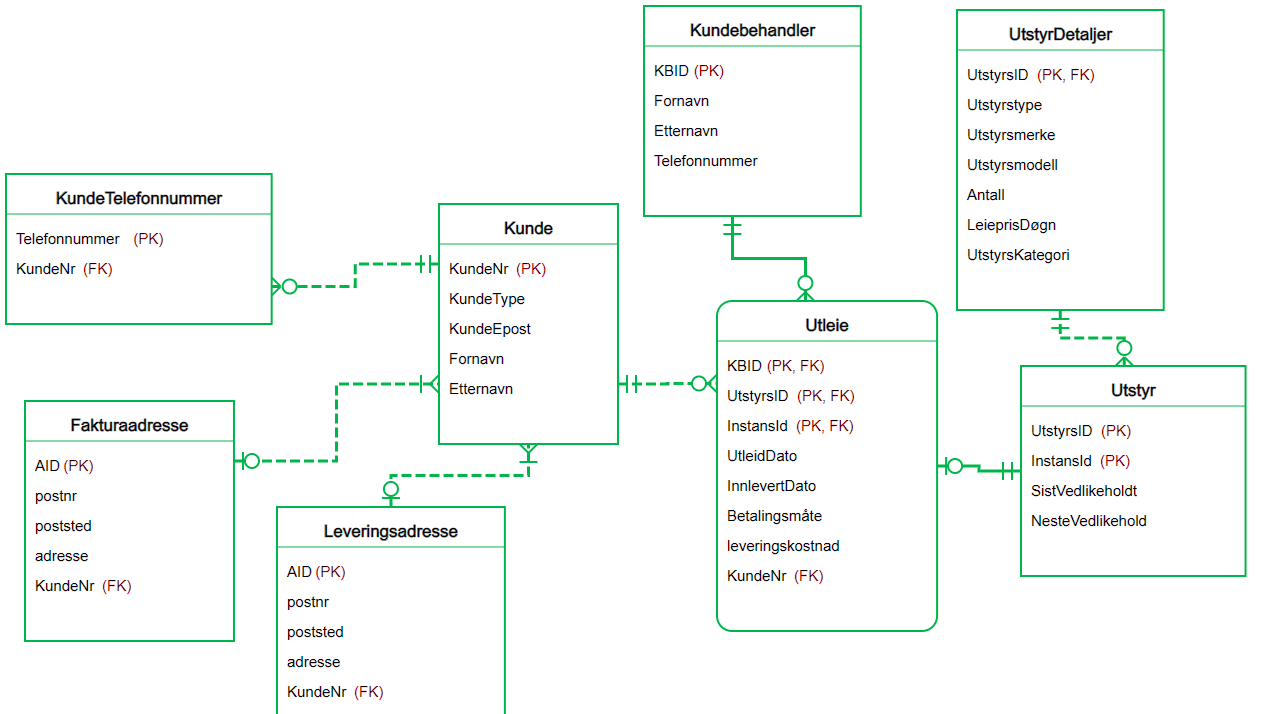 Kundebehandler
KBID (PK)
Fornavn
Etternavn
Telefonnummer
UtstyrDetaljer
UtstyrsID (PK, FK)
Utstyrstype
Utstyrsmerke
Utstyrsmodell
Antall
LeieprisDøgn
UtstyrsKategori
KundeTelefonnummer
Telefonnummer (PK)
KundeNr (FK)
Kunde
KundeNr (PK)
KundeType
KundeEpost
Fornavn
Etternavn
Utleie
KBID (PK, FK)
UtstyrsID (PK, FK)
InstansId (PK, FK)
UtleidDato
InnlevertDato
Betalingsmåte
leveringskostnad
KundeNr (FK)
Utstyr
UtstyrsID (PK)
InstansId (PK)
SistVedlikeholdt
NesteVedlikehold
Fakturaadresse
AID (PK)
postnr
poststed
adresse
KundeNr (FK)
Leveringsadresse
AID (PK)
postnr
poststed
adresse
KundeNr (FK)